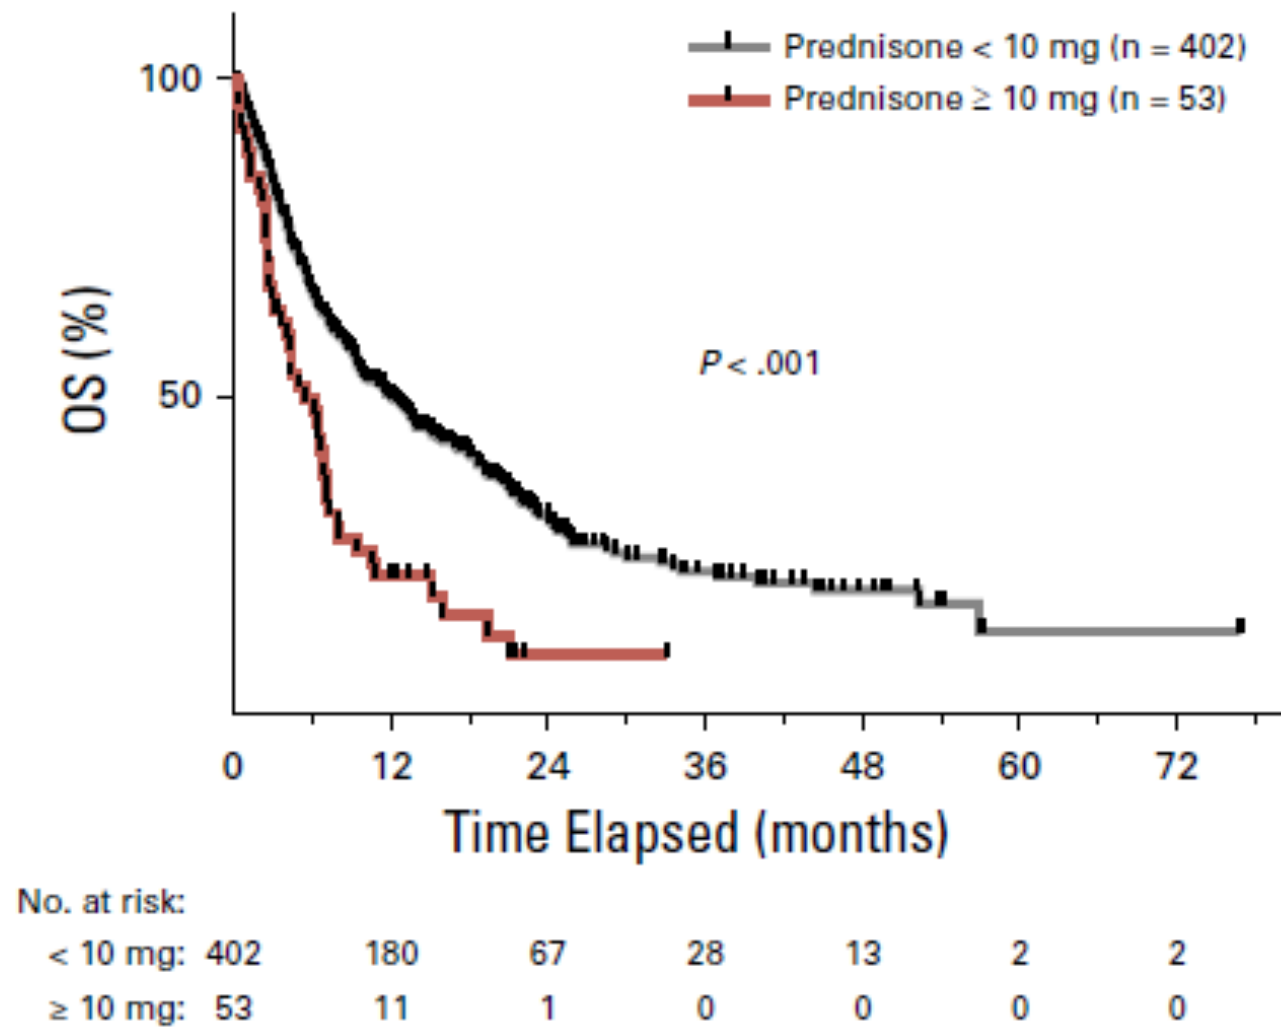 Prednisone < 10 mg (n = 402)
Prednisone ≥ 10 mg (n = 53)
100
50
OS (%)
P < .001
0 12 24 36 48 60 72
Time Elapsed (months)
No. at risk:
< 10 mg: 402 180 67 28 13 2 2
≥ 10 mg: 53 11 1 0 0 0 0